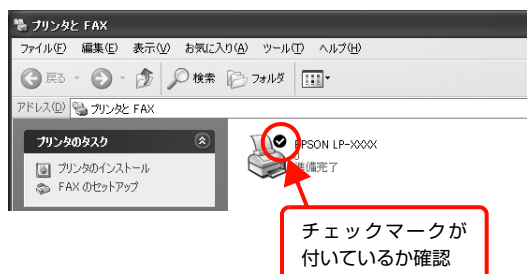 プリンタと FAX
ファイル(F) 編集(E) 表示(V) お気に入り(A) ツール(T) ヘルプ(H)
戻る 検索 フォルダ
アドレス(D) プリンタと FAX
プリンタのタスク
プリンタのインストール
FAX のセットアップ
EPSON LP-XXXX
0
準備完了
チェックマークが
付いているか確認